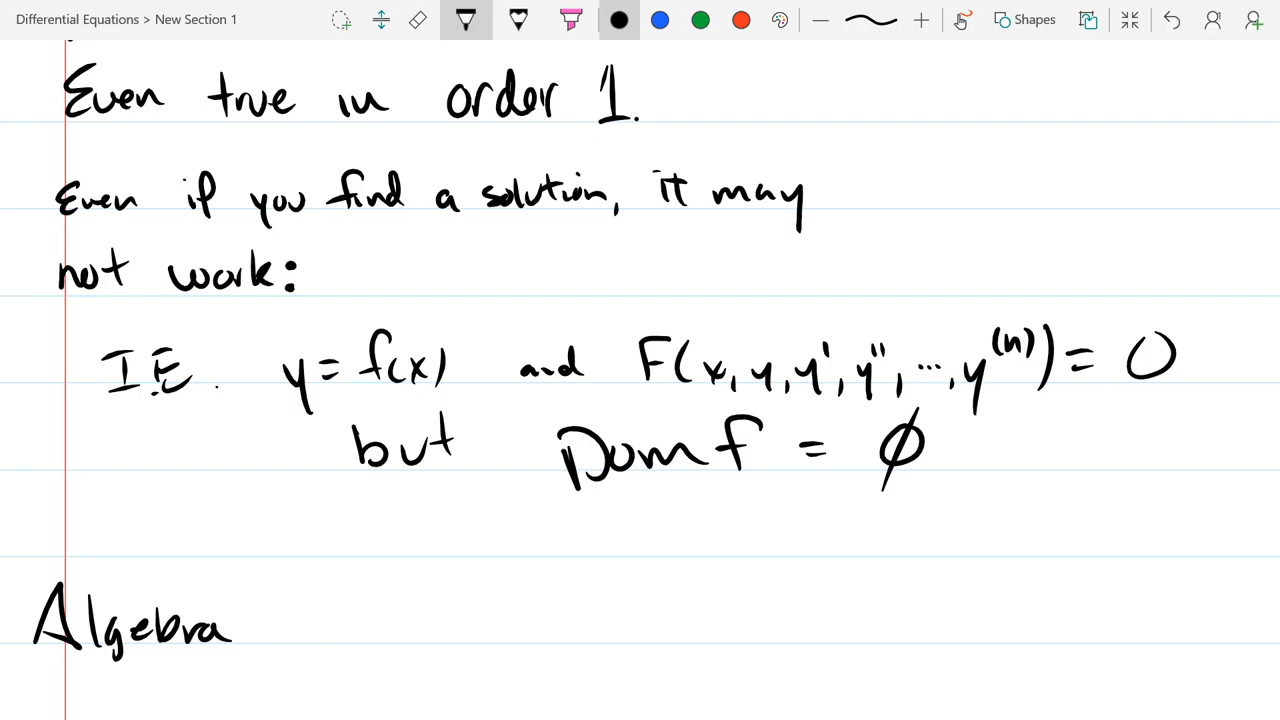 Differential Equations > New Section 1
Shapes
Even true in order 1.
Even if you find a solution, it may
not work:
I.E. y = f(x) and F(x, y, y', y'', ..., y^(n)) = 0
but Dom f = ∅
Algebra